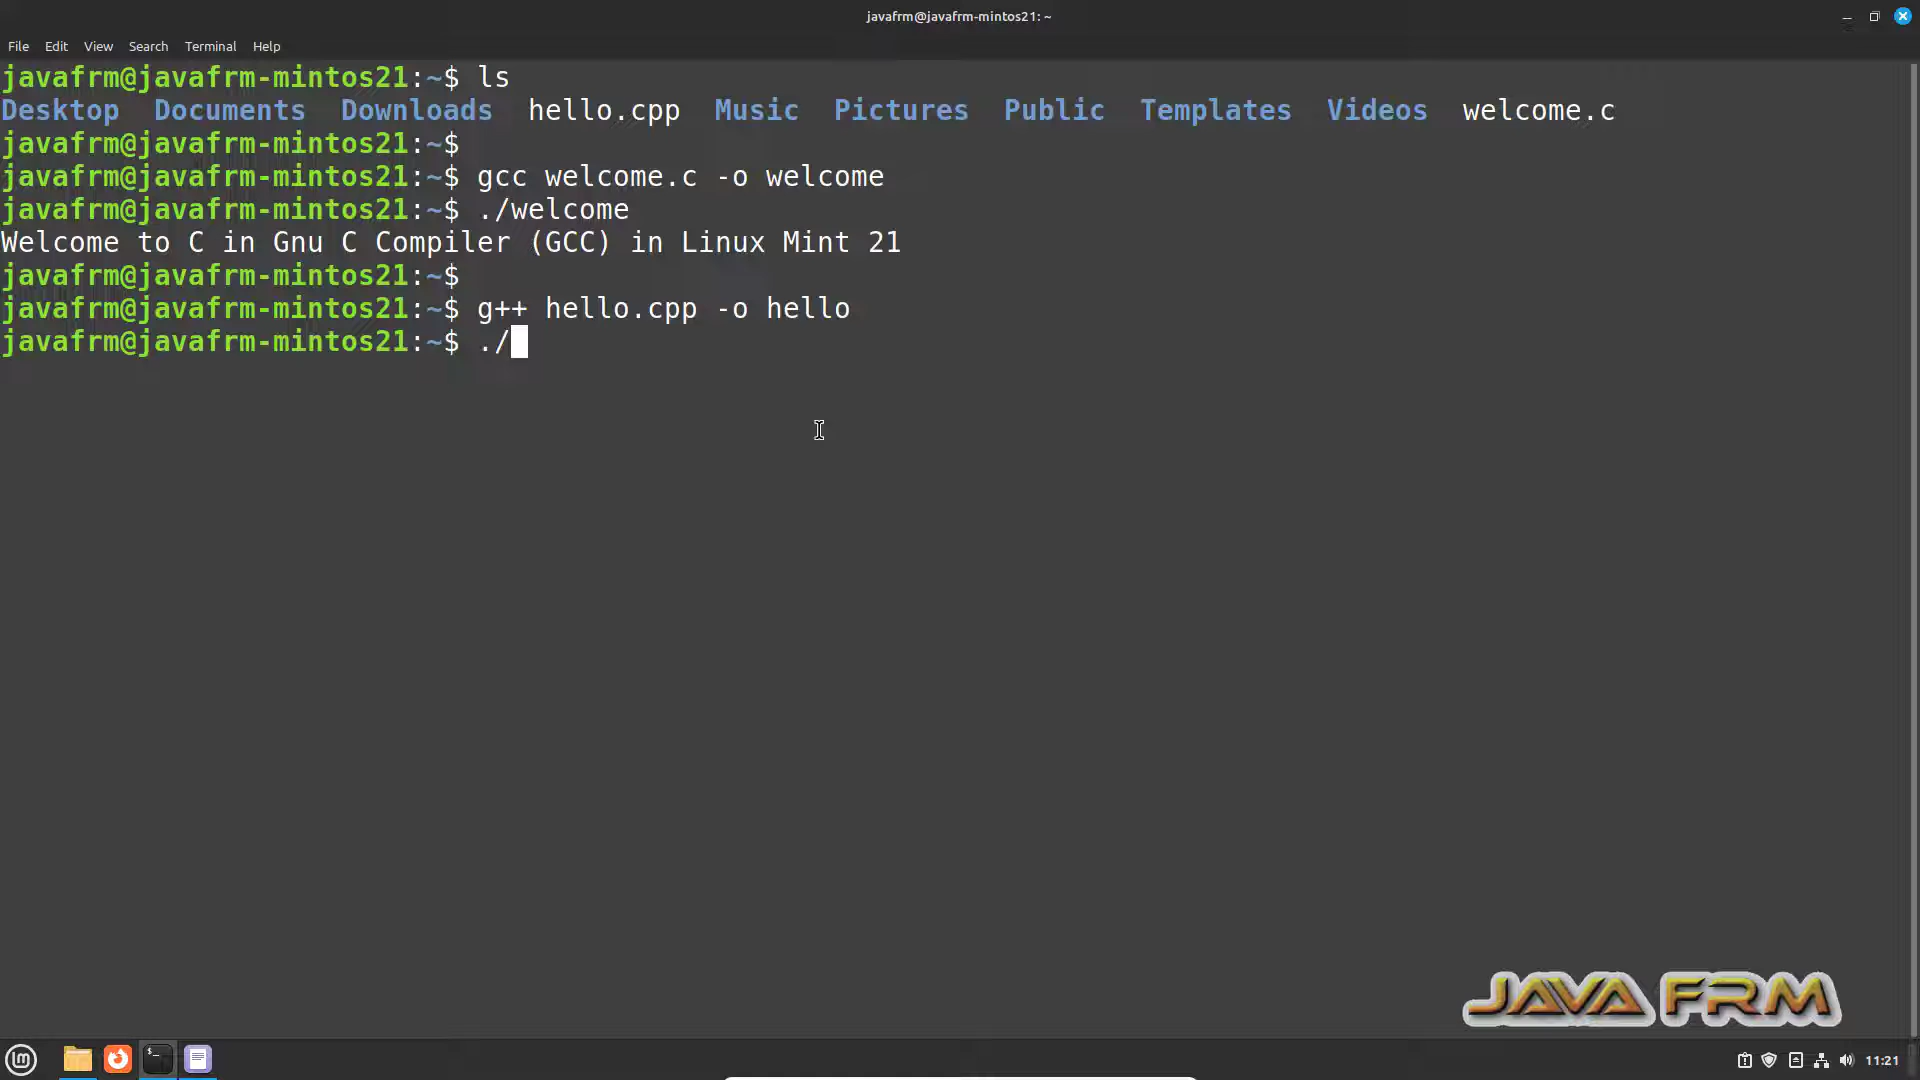 javafrm@javafrm-mintos21: ~
File Edit View Search Terminal Help
javafrm@javafrm-mintos21:~$ ls
Desktop Documents Downloads hello.cpp Music Pictures Public Templates Videos welcome.c
javafrm@javafrm-mintos21:~$
javafrm@javafrm-mintos21:~$ gcc welcome.c -o welcome
javafrm@javafrm-mintos21:~$ ./welcome
Welcome to C in Gnu C Compiler (GCC) in Linux Mint 21
javafrm@javafrm-mintos21:~$
javafrm@javafrm-mintos21:~$ g++ hello.cpp -o hello
javafrm@javafrm-mintos21:~$ ./
JAVA FRM
11:21